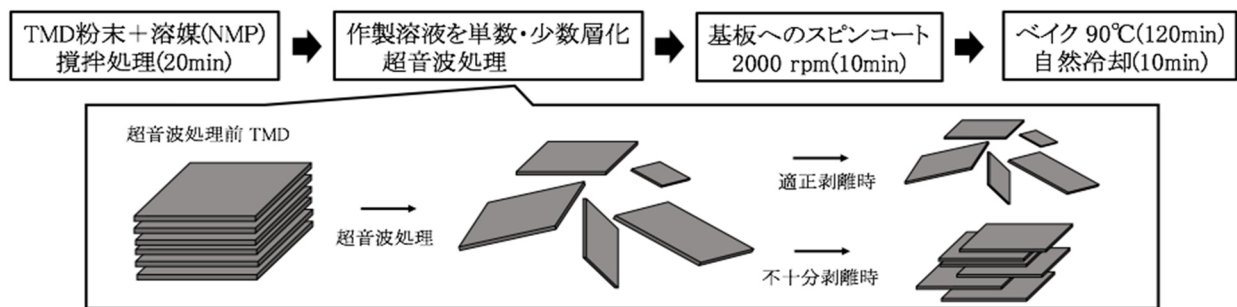 TMD粉末＋溶媒(NMP)
攪拌処理(20min)
作製溶液を単数・少数層化
超音波処理
基板へのスピンコート
2000 rpm(10min)
ベイク 90℃(120min)
自然冷却(10min)
超音波処理前 TMD
超音波処理
適正剥離時
不十分剥離時